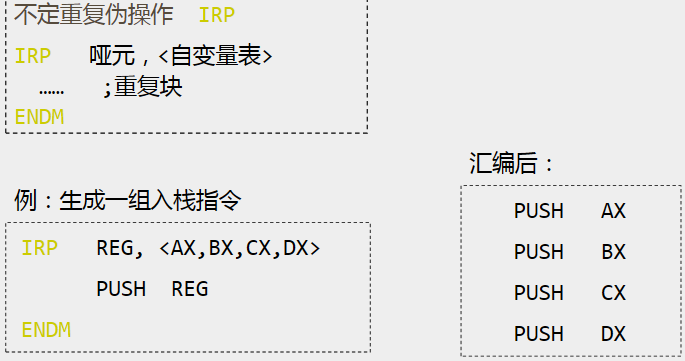 不定重复伪操作 IRP
IRP 哑元，<自变量表>
…… ;重复块
ENDM
例：生成一组入栈指令
IRP REG, <AX,BX,CX,DX>
PUSH REG
ENDM
汇编后：
PUSH AX
PUSH BX
PUSH CX
PUSH DX